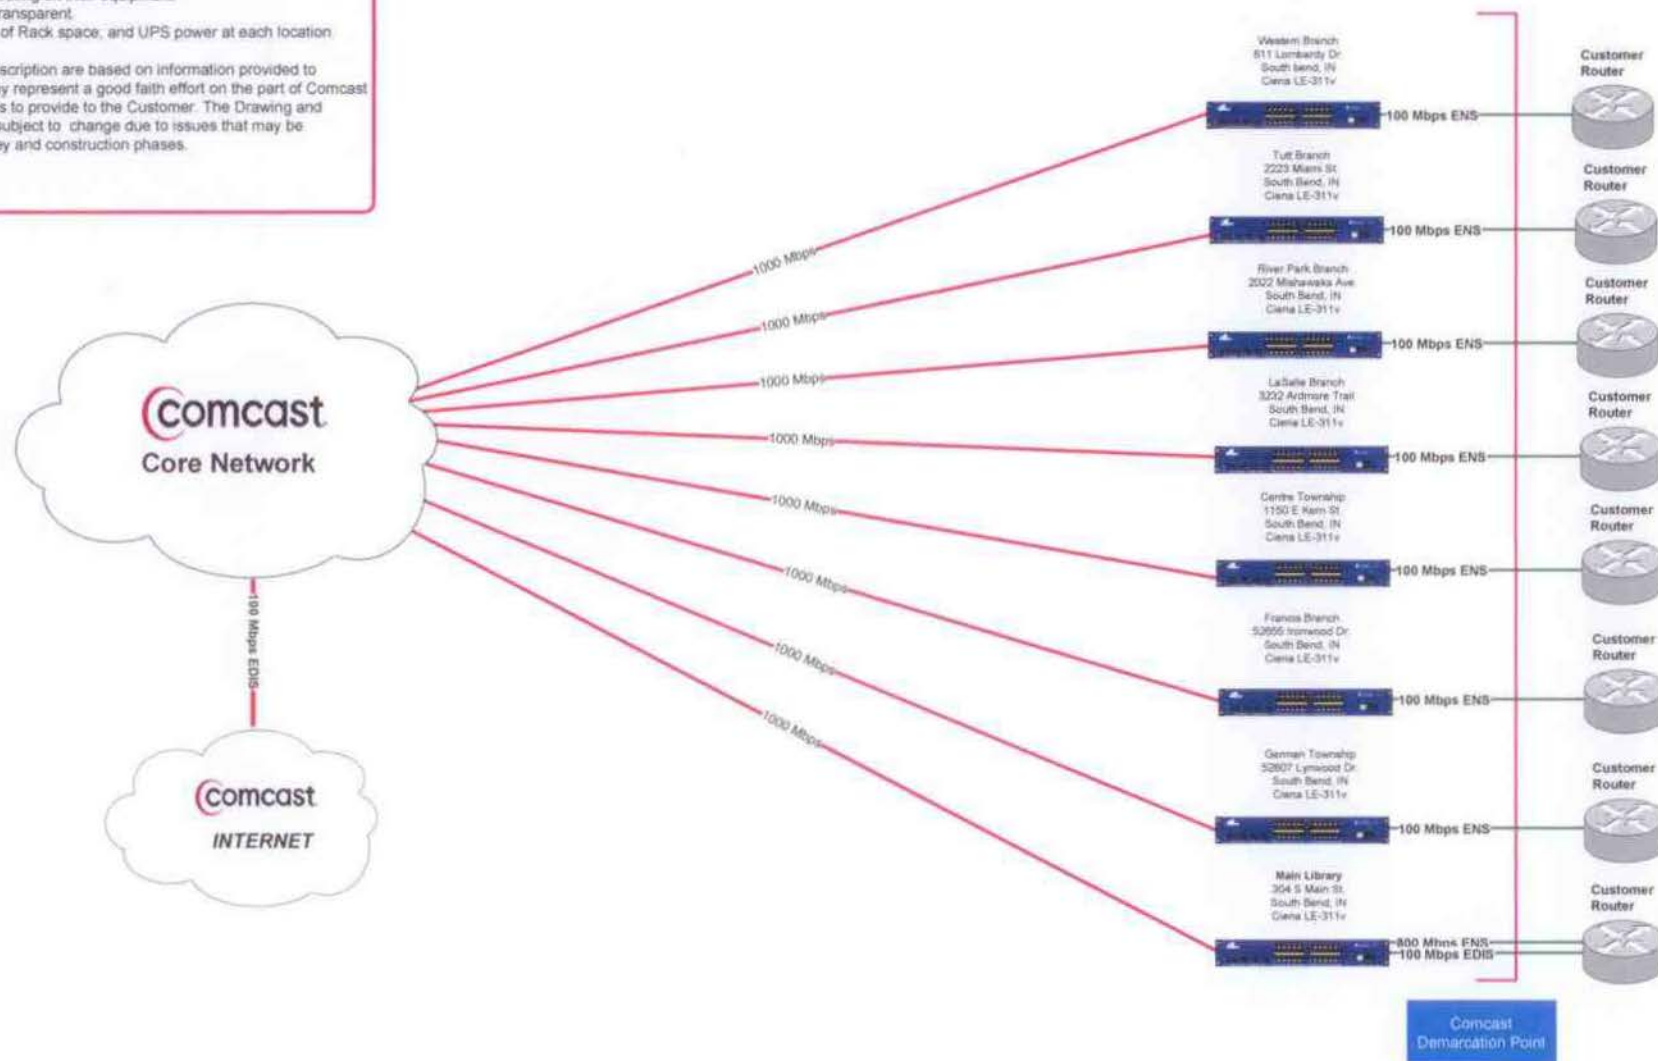 ransparent
of Rack space, and UPS power at each location
scription are based on information provided to
y represent a good faith effort on the part of Comcast
s to provide to the Customer. The Drawing and
subject to change due to issues that may be
ey and construction phases.
Western Branch
611 Lombardy Dr
South bend, IN
Ciena LE-311v
100 Mbps ENS
Customer
Router
1000 Mbps
Tutt Branch
2223 Miami St
South Bend, IN
Ciena LE-311v
100 Mbps ENS
Customer
Router
1000 Mbps
River Park Branch
2022 Mishawaka Ave
South Bend, IN
Ciena LE-311v
100 Mbps ENS
Customer
Router
1000 Mbps
LaSalle Branch
3232 Ardmore Trail
South Bend, IN
Ciena LE-311v
100 Mbps ENS
Customer
Router
1000 Mbps
Centre Township
1150 E Kern St
South Bend, IN
Ciena LE-311v
100 Mbps ENS
Customer
Router
1000 Mbps
Francis Branch
52655 Ironwood Dr
South Bend, IN
Ciena LE-311v
100 Mbps ENS
Customer
Router
1000 Mbps
German Township
52807 Lynwood Dr
South Bend, IN
Ciena LE-311v
100 Mbps ENS
Customer
Router
1000 Mbps
Main Library
304 S Main St
South Bend, IN
Ciena LE-311v
800 Mbps ENS
100 Mbps EDIS
Customer
Router
1000 Mbps
comcast
Core Network
100 Mbps EDIS
comcast
INTERNET
Comcast
Demarcation Point